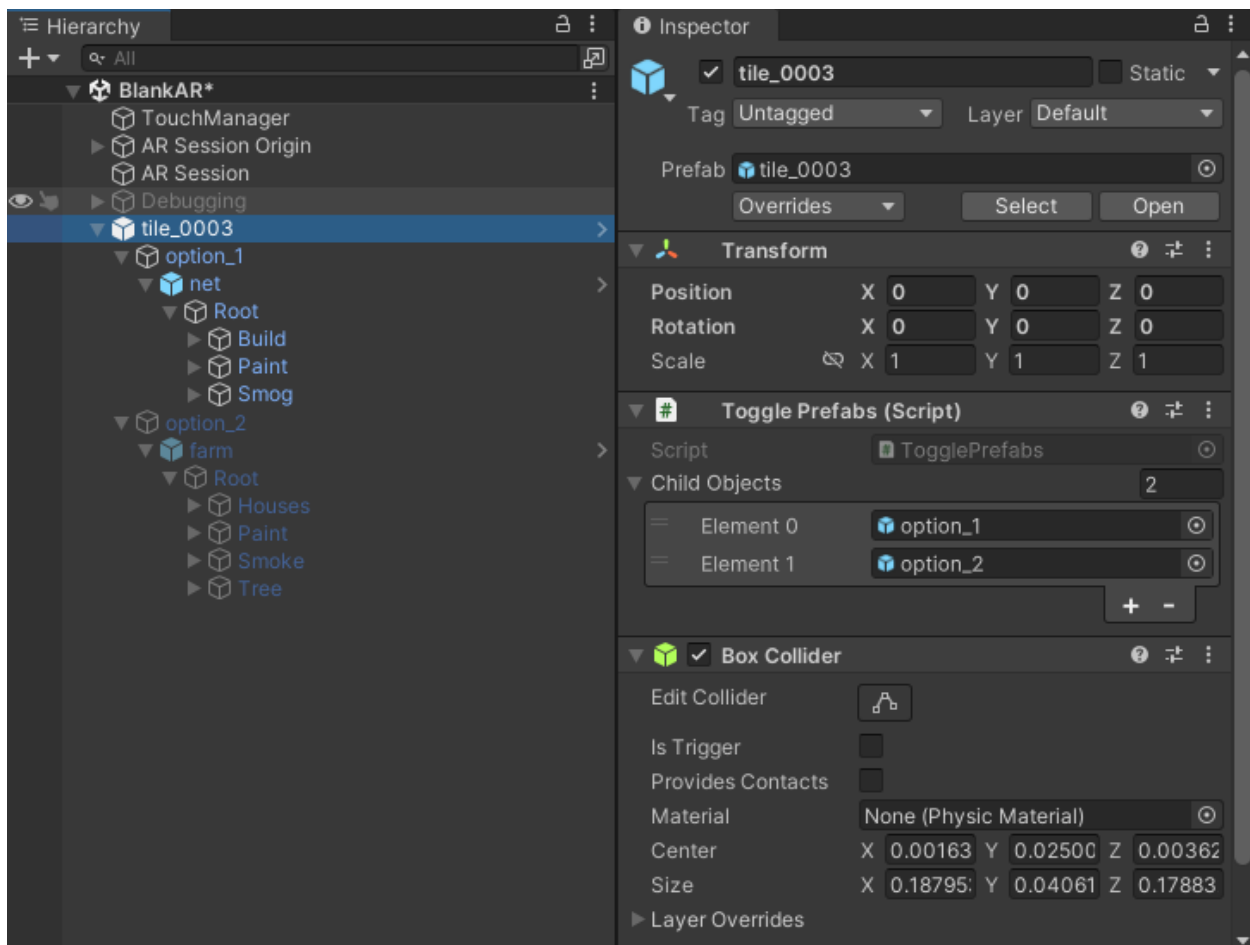 Hierarchy
All
BlankAR*
TouchManager
AR Session Origin
AR Session
Debugging
tile_0003
option_1
net
Root
Build
Paint
Smog
option_2
farm
Root
Houses
Paint
Smoke
Tree
Inspector
tile_0003 Static
Tag Untagged Layer Default
Prefab tile_0003
Overrides Select Open
Transform
Position X 0 Y 0 Z 0
Rotation X 0 Y 0 Z 0
Scale X 1 Y 1 Z 1
# Toggle Prefabs (Script)
Script TogglePrefabs
Child Objects 2
Element 0 option_1
Element 1 option_2
+ -
Box Collider
Edit Collider
Is Trigger
Provides Contacts
Material None (Physic Material)
Center X 0.00163 Y 0.02500 Z 0.00362
Size X 0.18795 Y 0.04061 Z 0.17883
Layer Overrides